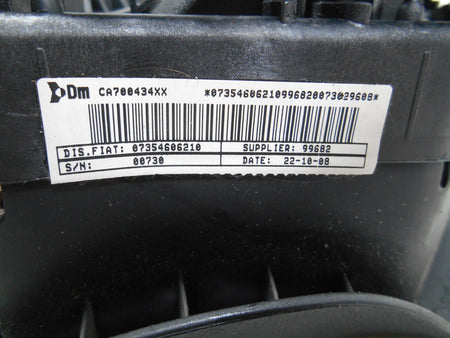 Dm CA700434XX *07354606210996820073029608*
DIS.FIAT: 07354606210 SUPPLIER: 99682
S/N: 00730 DATE: 22-10-08